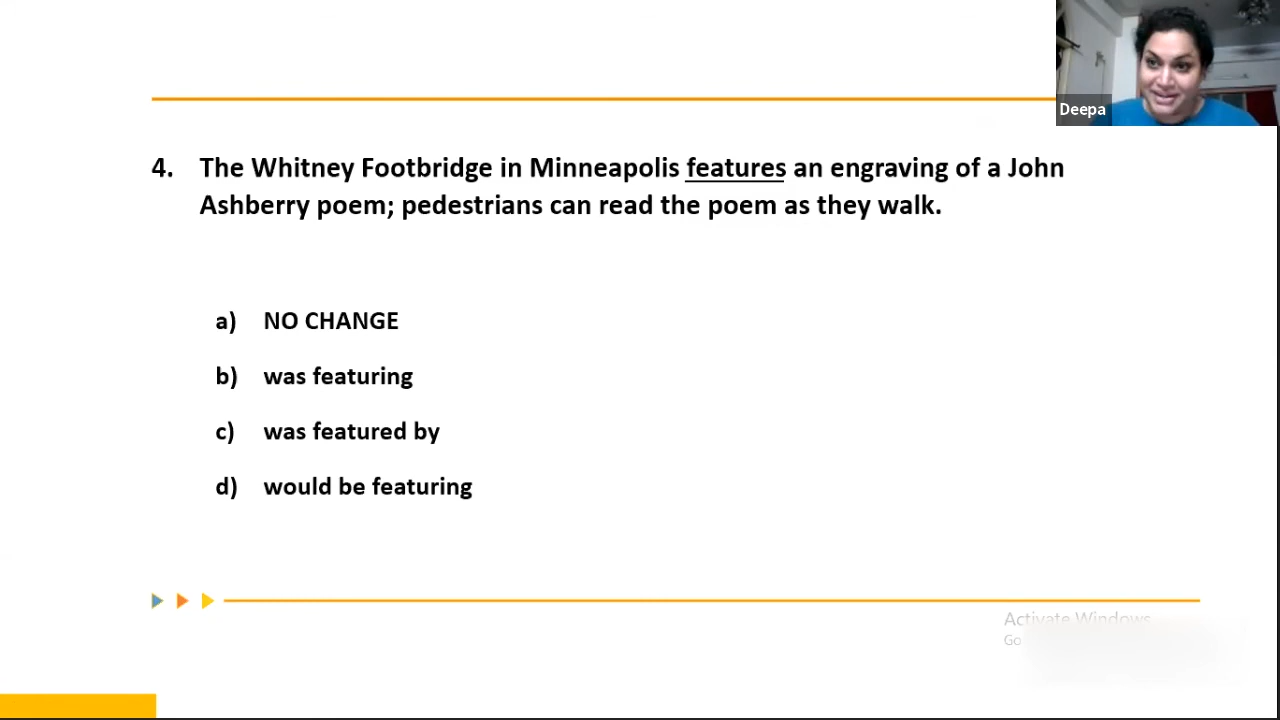 Deepa
4. The Whitney Footbridge in Minneapolis features an engraving of a John
Ashberry poem; pedestrians can read the poem as they walk.
a) NO CHANGE
b) was featuring
c) was featured by
d) would be featuring
Activate Windows
Go